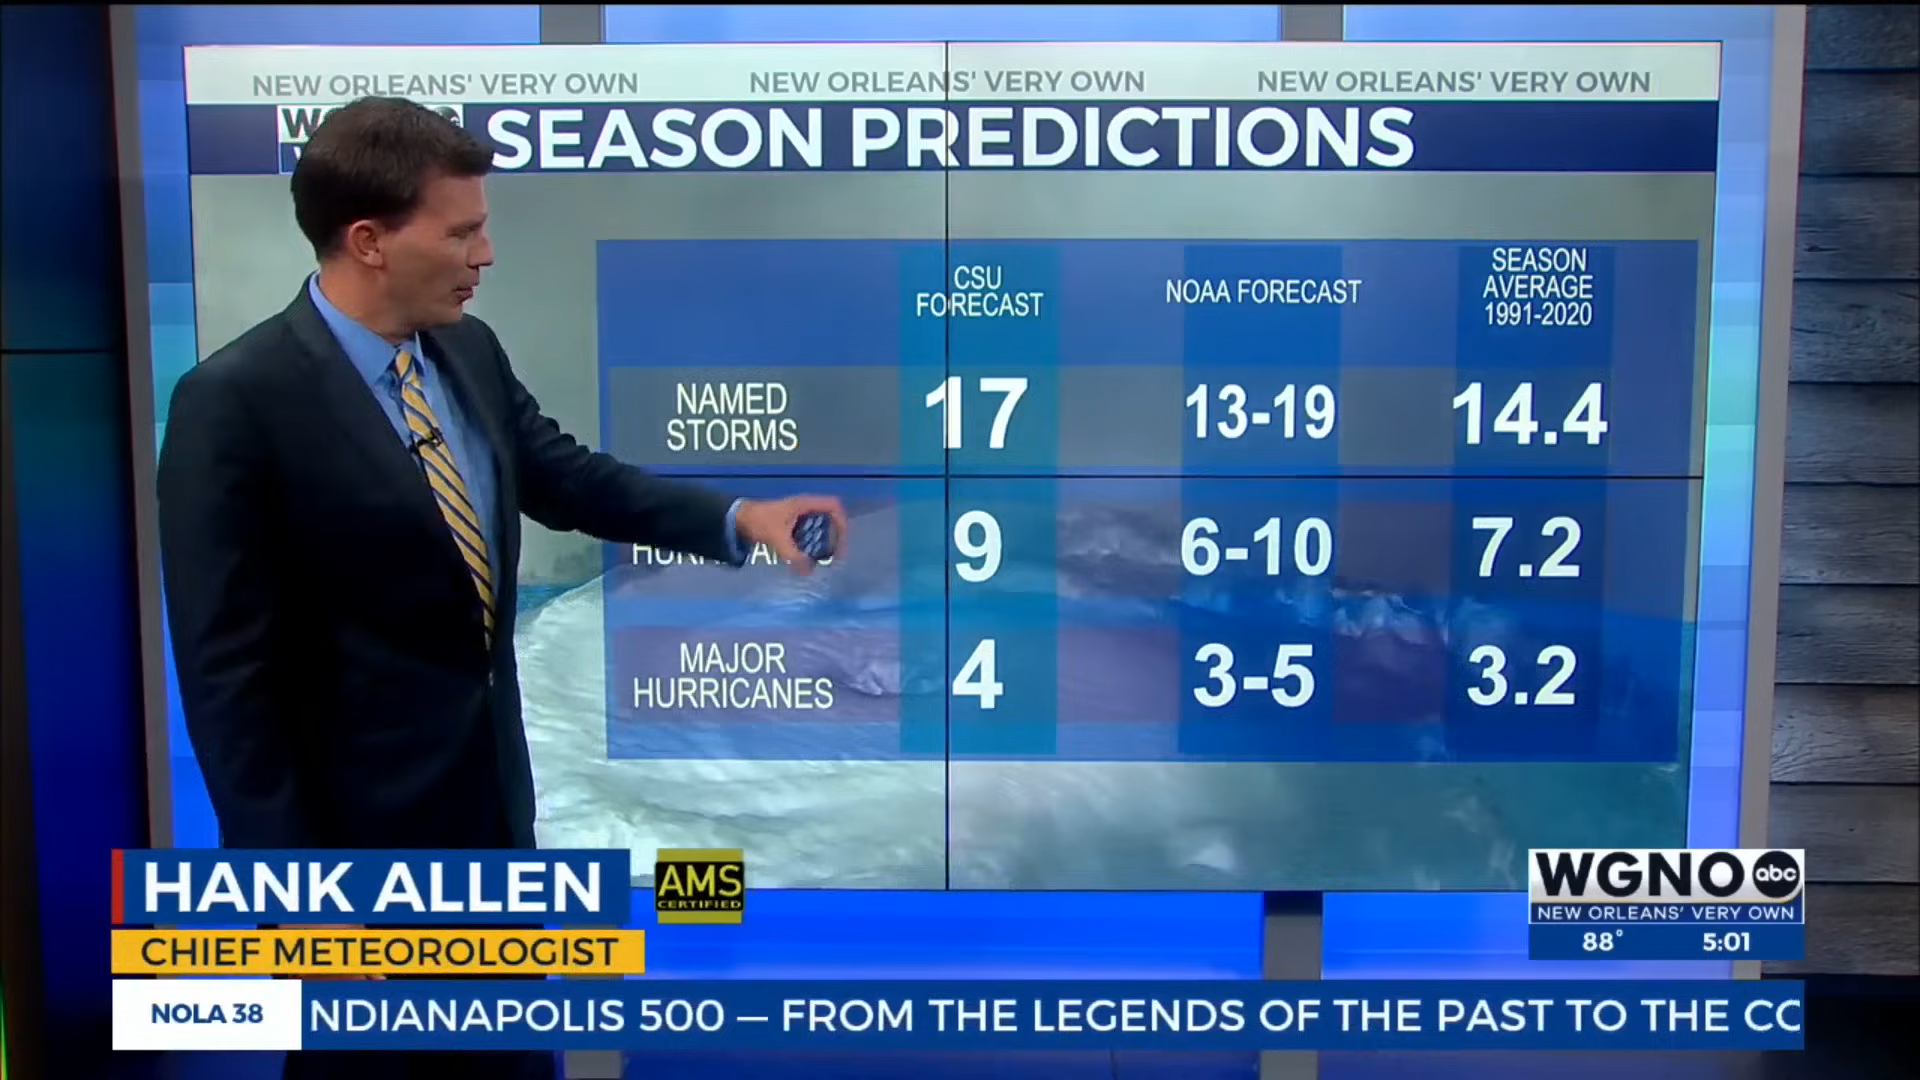 NEW ORLEANS' VERY OWN NEW ORLEANS' VERY OWN NEW ORLEANS' VERY OWN
SEASON PREDICTIONS
CSU
FORECAST
NOAA FORECAST
SEASON
AVERAGE
1991-2020
NAMED
STORMS
17 13-19 14.4
9 6-10 7.2
MAJOR
HURRICANES
4 3-5 3.2
HANK ALLEN
AMS
CERTIFIED
CHIEF METEOROLOGIST
WGNO abc
NEW ORLEANS' VERY OWN
88° 5:01
NOLA 38 NDIANAPOLIS 500 — FROM THE LEGENDS OF THE PAST TO THE CC